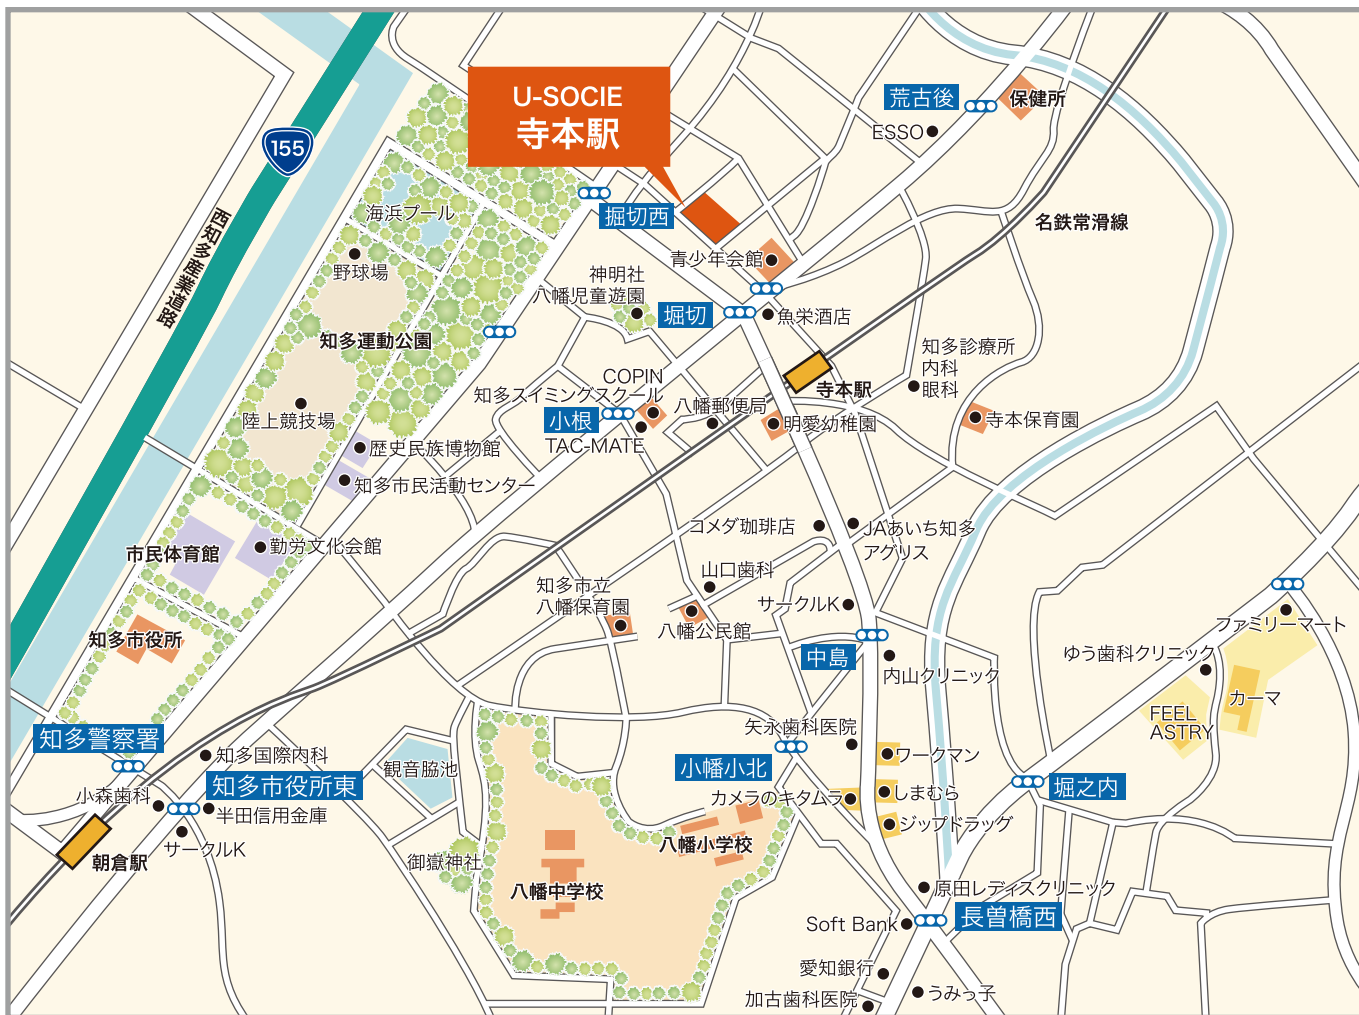 U-SOCIE
寺本駅
155
西知多産業道路
荒古後
保健所
ESSO
名鉄常滑線
海浜プール
野球場
知多運動公園
陸上競技場
堀切西
青少年会館
神明社
八幡児童遊園
堀切
魚栄酒店
寺本駅
知多診療所
内科
眼科
寺本保育園
COPIN
知多スイミングスクール
小根
TAC-MATE
八幡郵便局
明愛幼稚園
歴史民族博物館
知多市民活動センター
市民体育館
勤労文化会館
知多市役所
コメダ珈琲店
JAあいち知多
アグリス
山口歯科
知多市立
八幡保育園
サークルK
八幡公民館
中島
内山クリニック
ファミリーマート
ゆう歯科クリニック
カーマ
FEEL
ASTRY
知多警察署
知多国際内科
知多市役所東
小森歯科
半田信用金庫
サークルK
朝倉駅
観音脇池
御嶽神社
八幡中学校
八幡小学校
矢永歯科医院
小幡小北
カメラのキタムラ
ワークマン
しまむら
ジップドラッグ
堀之内
原田レディスクリニック
長曽橋西
Soft Bank
愛知銀行
加古歯科医院
うみっ子